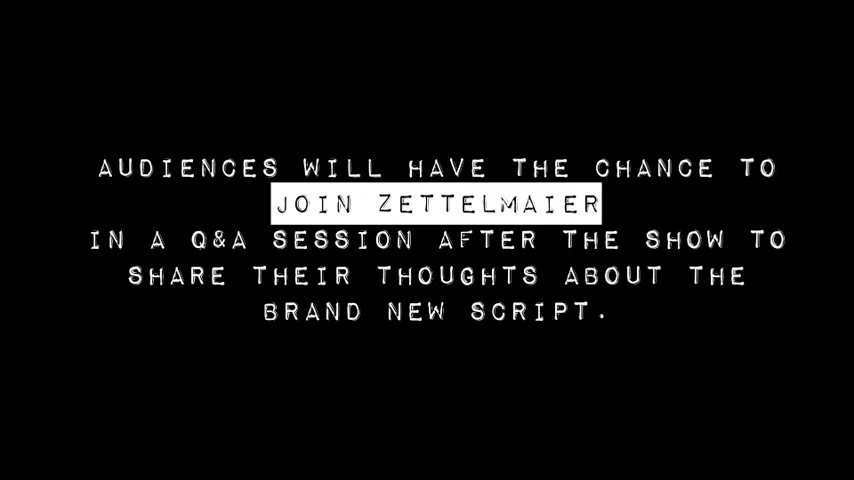 AUDIENCES WILL HAVE THE CHANCE TO
JOIN ZETTELMAIER
IN A Q&A SESSION AFTER THE SHOW TO
SHARE THEIR THOUGHTS ABOUT THE
BRAND NEW SCRIPT.